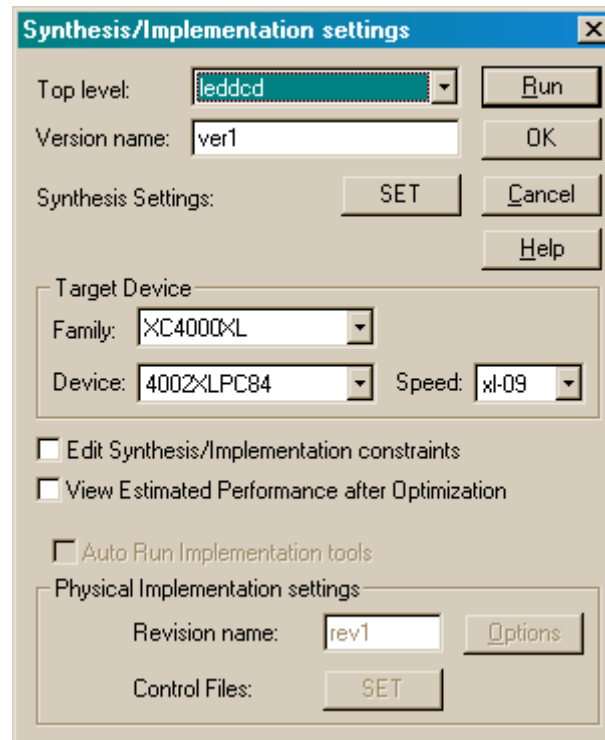 Synthesis/Implementation settings
Top level: leddcd Run
Version name: ver1 OK
Synthesis Settings: SET Cancel
Help
Target Device
Family: XC4000XL
Device: 4002XLPC84 Speed: xl-09
Edit Synthesis/Implementation constraints
View Estimated Performance after Optimization
Auto Run Implementation tools
Physical Implementation settings
Revision name: rev1 Options
Control Files: SET